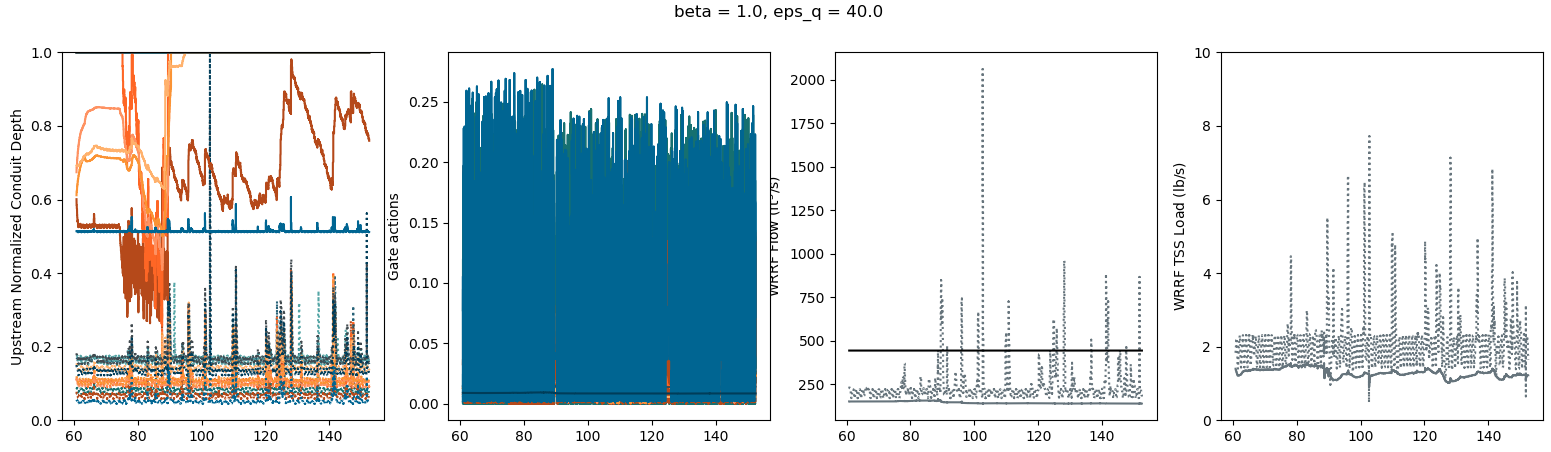 beta = 1.0, eps_q = 40.0
Upstream Normalized Conduit Depth
1.0
0.8
0.6
0.4
0.2
0.0
60 80 100 120 140
Gate actions
0.25
0.20
0.15
0.10
0.05
0.00
60 80 100 120 140
WRRF Flow (ft³/s)
2000
1750
1500
1250
1000
750
500
250
60 80 100 120 140
WRRF TSS Load (lb/s)
10
8
6
4
2
0
60 80 100 120 140